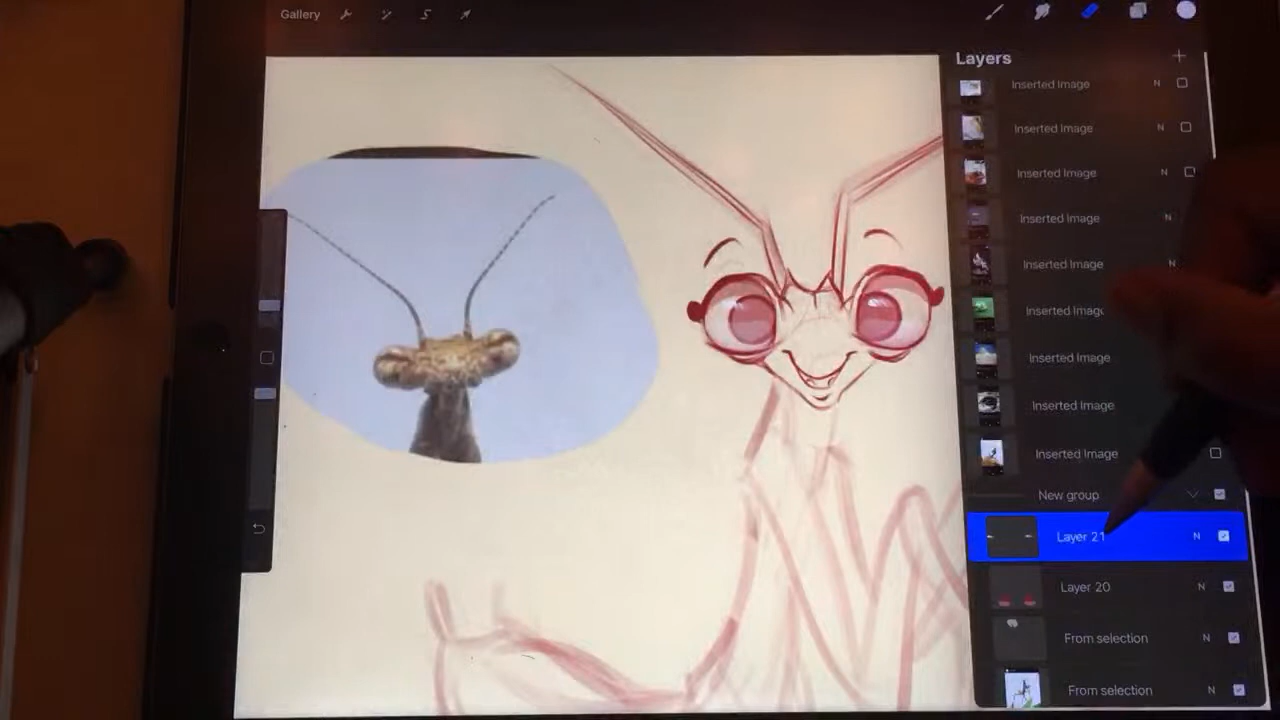 Gallery
Layers
Inserted Image N
Inserted Image N
Inserted Image N
Inserted Image N
Inserted Image N
Inserted
Inserted Image
Inserted Image
Inserted Image
New group
Layer 21 N
Layer 20 N
From selection N
From selection N